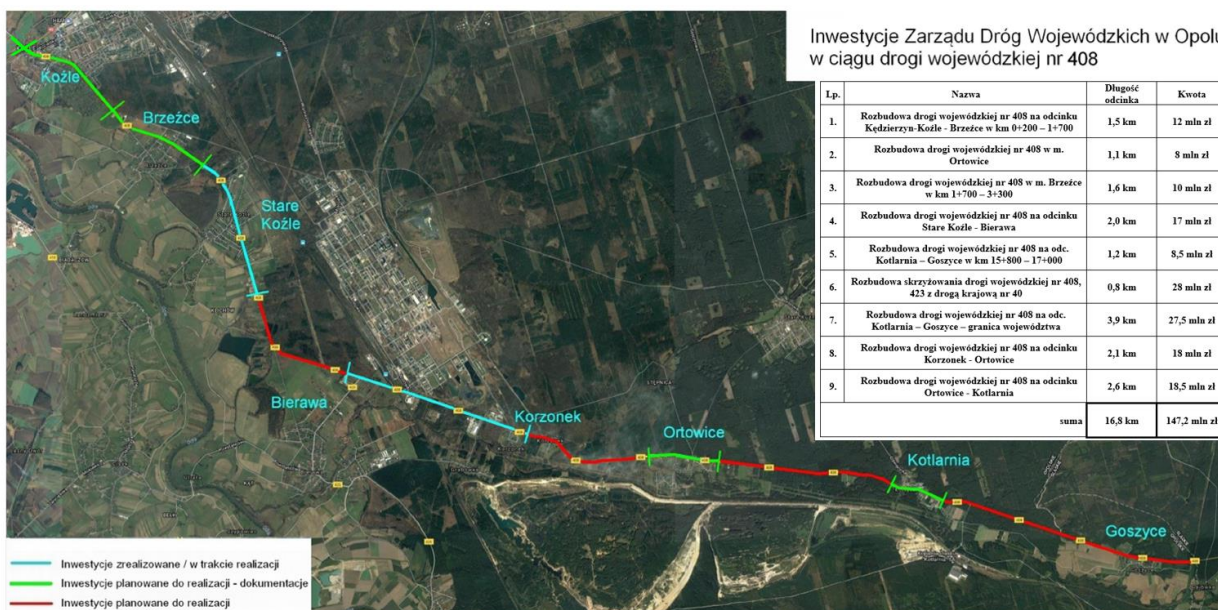 Inwestycje Zarządu Dróg Wojewódzkich w Opolu
w ciągu drogi wojewódzkiej nr 408
Lp.
Nazwa
Długość
odcinka
Kwota
1.
Rozbudowa drogi wojewódzkiej nr 408 na odcinku
Kędzierzyn-Koźle - Brzeźce w km 0+200 – 1+700
1,5 km
12 mln zł
2.
Rozbudowa drogi wojewódzkiej nr 408 w m.
Ortowice
1,1 km
8 mln zł
3.
Rozbudowa drogi wojewódzkiej nr 408 w m. Brzeźce
w km 1+700 – 3+300
1,6 km
10 mln zł
4.
Rozbudowa drogi wojewódzkiej nr 408 na odcinku
Stare Koźle - Bierawa
2,0 km
17 mln zł
5.
Rozbudowa drogi wojewódzkiej nr 408 na odc.
Kotlarnia – Goszyce w km 15+800 – 17+000
1,2 km
8,5 mln zł
6.
Rozbudowa skrzyżowania drogi wojewódzkiej nr 408,
423 z drogą krajową nr 40
0,8 km
28 mln zł
7.
Rozbudowa drogi wojewódzkiej nr 408 na odc.
Kotlarnia – Goszyce – granica województwa
3,9 km
27,5 mln zł
8.
Rozbudowa drogi wojewódzkiej nr 408 na odcinku
Korzonek - Ortowice
2,1 km
18 mln zł
9.
Rozbudowa drogi wojewódzkiej nr 408 na odcinku
Ortowice - Kotlarnia
2,6 km
18,5 mln zł
suma
16,8 km
147,2 mln zł
Koźle
Brzeźce
Stare
Koźle
Bierawa
Korzonek
Ortowice
Kotlarnia
Goszyce
Inwestycje zrealizowane / w trakcie realizacji
Inwestycje planowane do realizacji - dokumentacje
Inwestycje planowane do realizacji